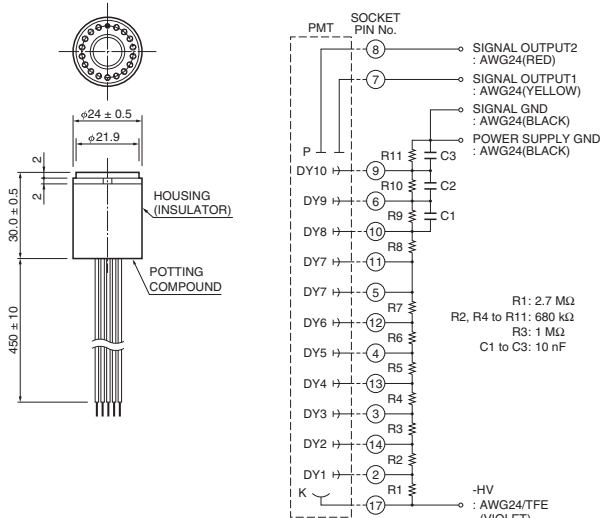 ϕ24 ± 0.5
ϕ21.9
2
2
30.0 ± 0.5
450 ± 10
HOUSING
(INSULATOR)
POTTING
COMPOUND
PMT
SOCKET
PIN No.
8
SIGNAL OUTPUT2
: AWG24(RED)
7
SIGNAL OUTPUT1
: AWG24(YELLOW)
SIGNAL GND
: AWG24(BLACK)
POWER SUPPLY GND
: AWG24(BLACK)
P
R11
C3
DY10
9
R10
C2
DY9
6
R9
C1
DY8
10
R8
DY7
11
DY7
5
R7
DY6
12
R6
DY5
4
R5
DY4
13
R4
DY3
3
R3
DY2
14
R2
DY1
2
K
R1
17
-HV
: AWG24/TFE
(VIOLET)
R1: 2.7 MΩ
R2, R4 to R11: 680 kΩ
R3: 1 MΩ
C1 to C3: 10 nF